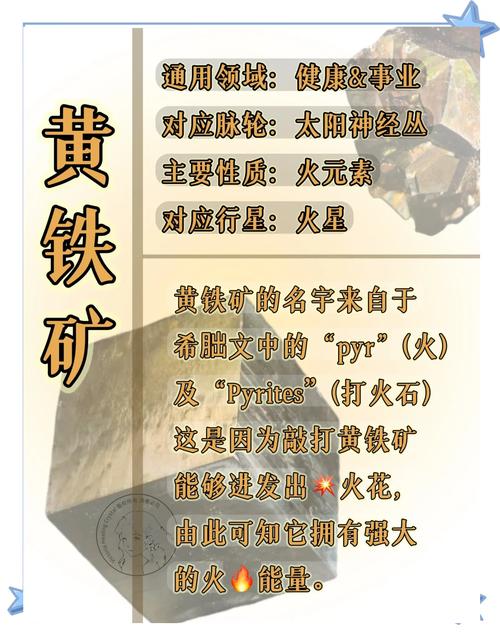 黄铁矿
通用领域：健康&事业
对应脉轮：太阳神经丛
主要性质：火元素
对应行星：火星
黄铁矿的名字来自于
希腊文中的“pyr”(火)
及“Pyrites”(打火石)
这是因为敲打黄铁矿
能够迸发出💥火花，
由此可知它拥有强大
的火🔥能量。